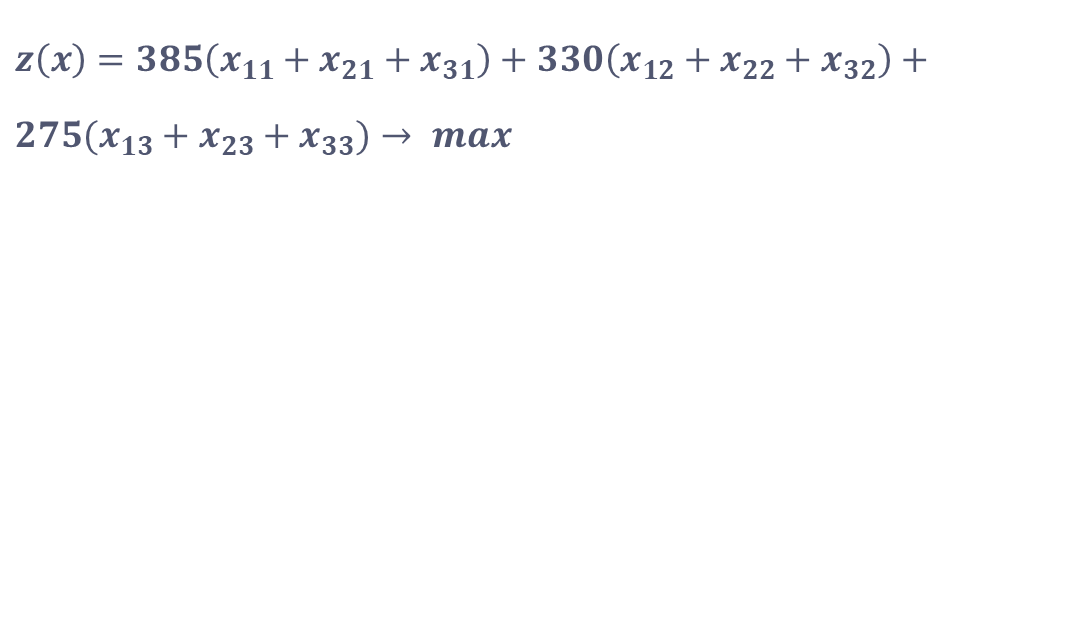 z(x) = 385(x₁₁ + x₂₁ + x₃₁) + 330(x₁₂ + x₂₂ + x₃₂) +
275(x₁₃ + x₂₃ + x₃₃) → max